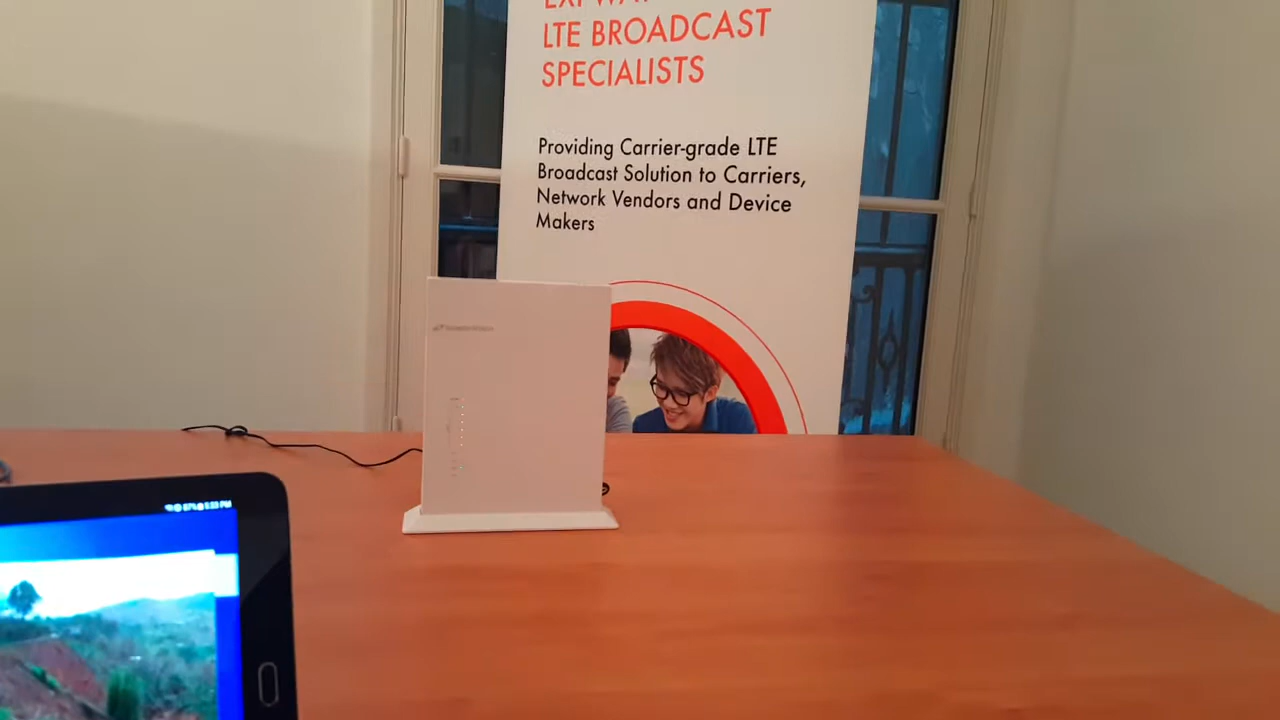 LTE BROADCAST
SPECIALISTS
Providing Carrier-grade LTE
Broadcast Solution to Carriers,
Network Vendors and Device
Makers